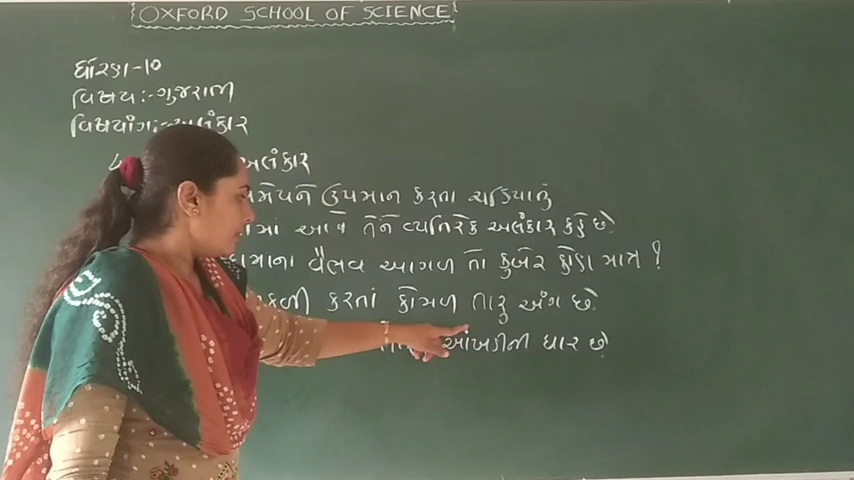 OXFORD SCHOOL OF SCIENCE
ધોરણ-૧૦
વિષય:-ગુજરાતી
વિષયાંગ:-અલંકાર
અલંકાર
ઉપમાન કરતા ચડિયાતું
આવે તેને વ્યતિરેક અલંકાર કહે છે.
વૈભવ આગળ તો કુબેર કોણ માત્ર ?
કરતાં કોમળ તારુ અંગ છે.
આંખડીની ધાર છે